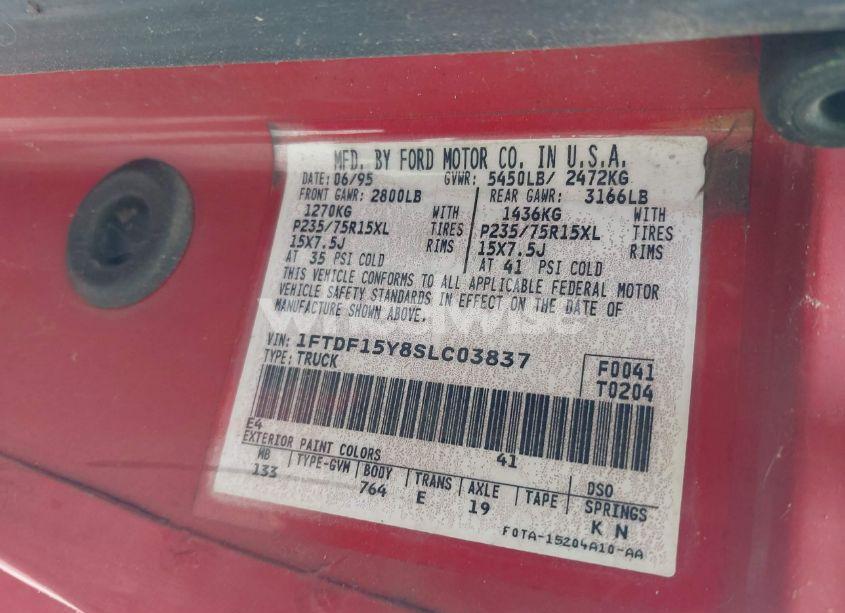 MFD. BY FORD MOTOR CO. IN U.S.A.
DATE: 06/95 GVWR: 5450LB/ 2472KG
FRONT GAWR: 2800LB REAR GAWR: 3166LB
1270KG WITH 1436KG WITH
P235/75R15XL TIRES P235/75R15XL TIRES
15X7.5J RIMS 15X7.5J RIMS
AT 35 PSI COLD AT 41 PSI COLD
THIS VEHICLE CONFORMS TO ALL APPLICABLE FEDERAL MOTOR
VEHICLE SAFETY STANDARDS IN EFFECT ON THE DATE OF
MANUFACTURE SHOWN ABOVE.
VIN: 1FTDF15Y8SLC03837
TYPE: TRUCK
F0041
T0204
E4 41
EXTERIOR PAINT COLORS DSO
WB TYPE-GVM BODY TRANS AXLE TAPE SPRINGS
133 764 E 19 K N
F0TA-15204A10-AA